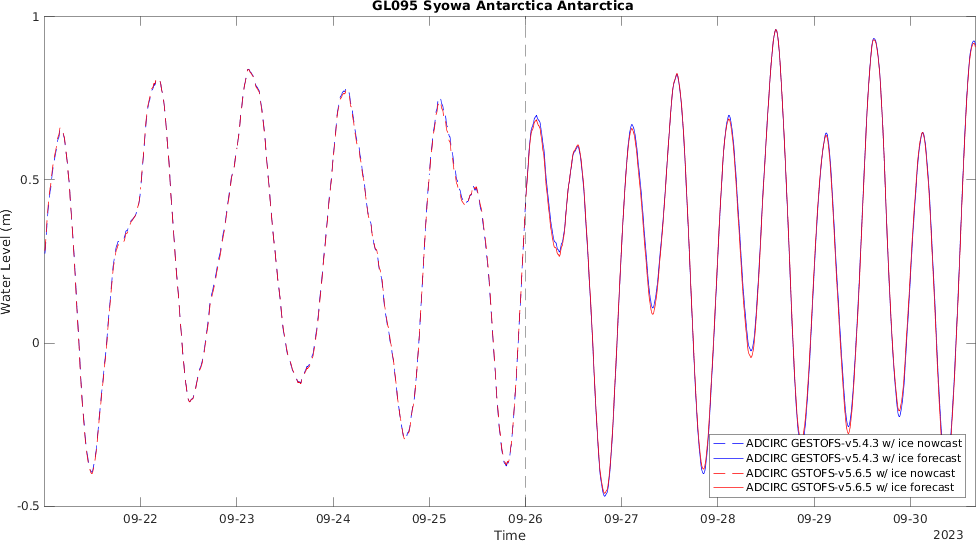 GL095 Syowa Antarctica Antarctica
1
0.5
0
-0.5
Water Level (m)
09-22 09-23 09-24 09-25 09-26 09-27 09-28 09-29 09-30
Time
2023
ADCIRC GESTOFS-v5.4.3 w/ ice nowcast
ADCIRC GESTOFS-v5.4.3 w/ ice forecast
ADCIRC GSTOFS-v5.6.5 w/ ice nowcast
ADCIRC GSTOFS-v5.6.5 w/ ice forecast